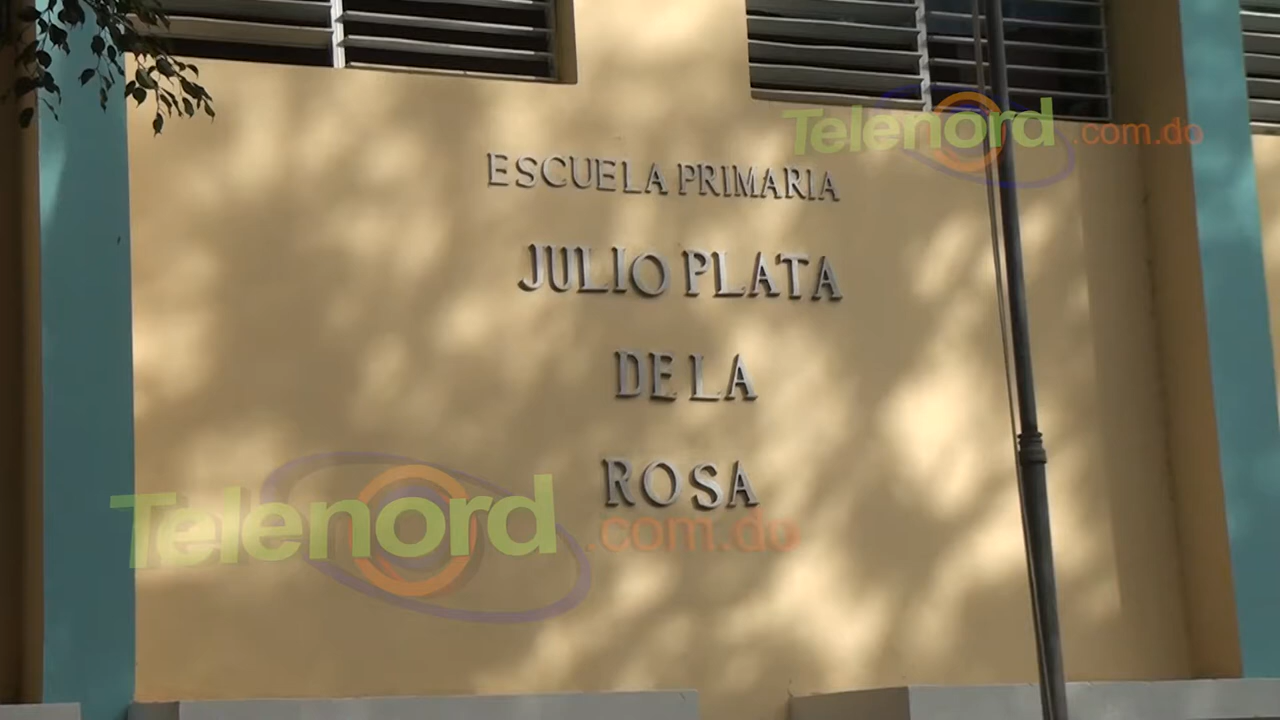 Telenord.com.do
ESCUELA PRIMARIA
JULIO PLATA
DE LA
ROSA
Telenord.com.do